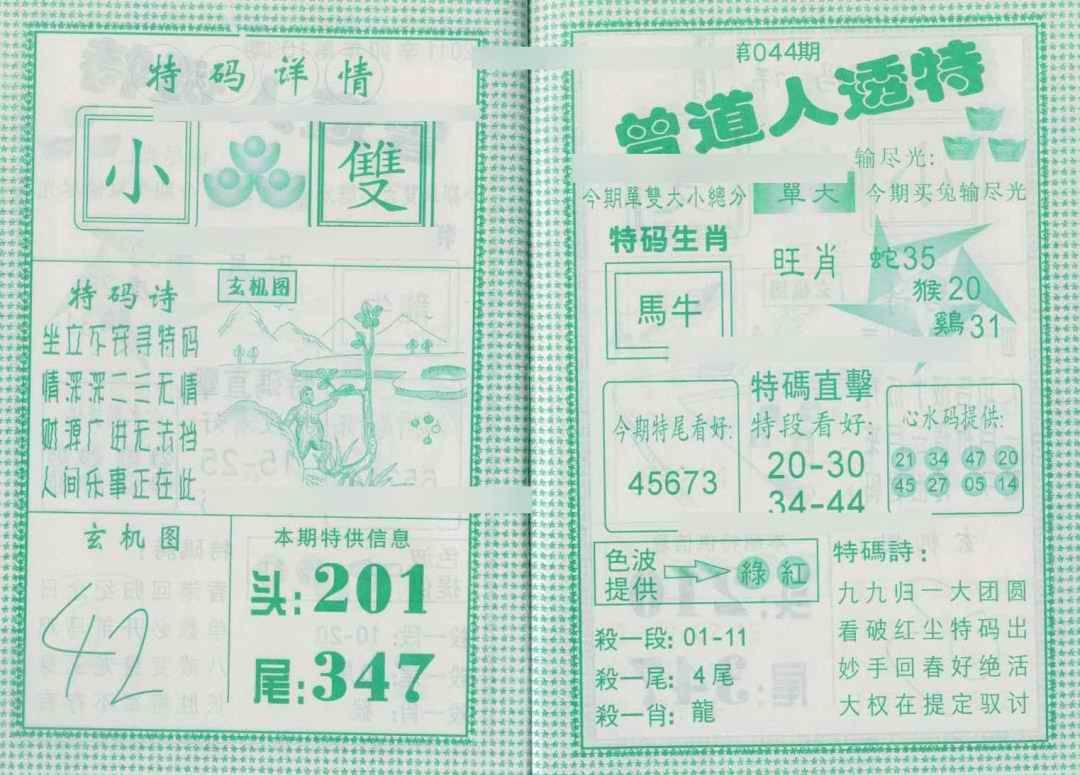 特码详情
小 雙
特码诗
玄机图
坐立不安寻特码
情深深二三无情
财源广进无去挡
人间乐事正在此
玄机图
42
本期特供信息
头:201
尾:347
044期
曾道人透特
输尽光:
今期單雙大小總分 單大 今期买兔输尽光
特码生肖
馬牛
旺肖
蛇35
猴20
鷄31
今期特尾看好:
45673
特碼直擊
特段看好:
20-30
34-44
心水码提供:
21 34 47 20
45 27 05 14
色波
提供
綠 紅
殺一段: 01-11
殺一尾: 4尾
殺一肖: 龍
特碼詩:
九九归一大团圆
看破红尘特码出
妙手回春好绝活
大权在提定驭讨